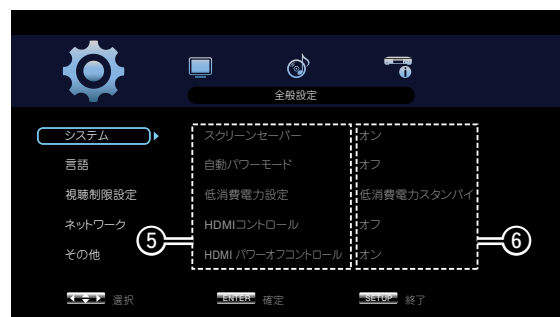 全般設定
システム スクリーンセーバー オン
言語 自動パワーモード オフ
視聴制限設定 低消費電力設定 低消費電力スタンバイ
ネットワーク HDMIコントロール オフ
その他 HDMI パワーオフコントロール オン
5 6
選択 ENTER 確定 SETUP 終了